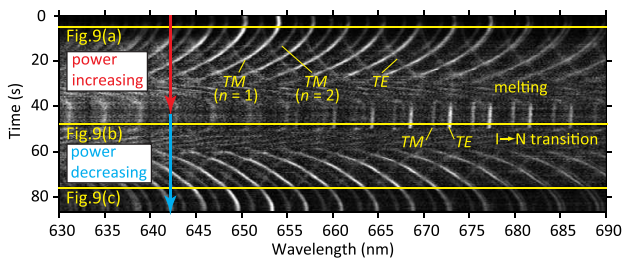 0
20
40
60
80
Time (s)
Fig.9(a)
power
increasing
TM
(n = 1)
TM
(n = 2)
TE
melting
Fig.9(b)
TM
TE
I→N transition
power
decreasing
Fig.9(c)
630 635 640 645 650 655 660 665 670 675 680 685 690
Wavelength (nm)